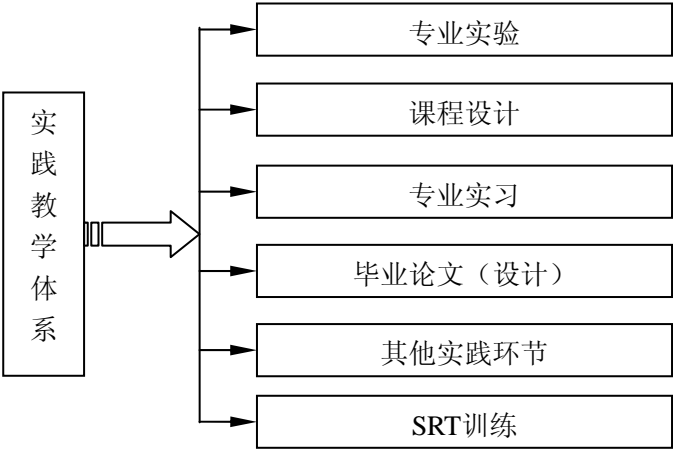 实践教学体系
专业实验
课程设计
专业实习
毕业论文（设计）
其他实践环节
SRT训练